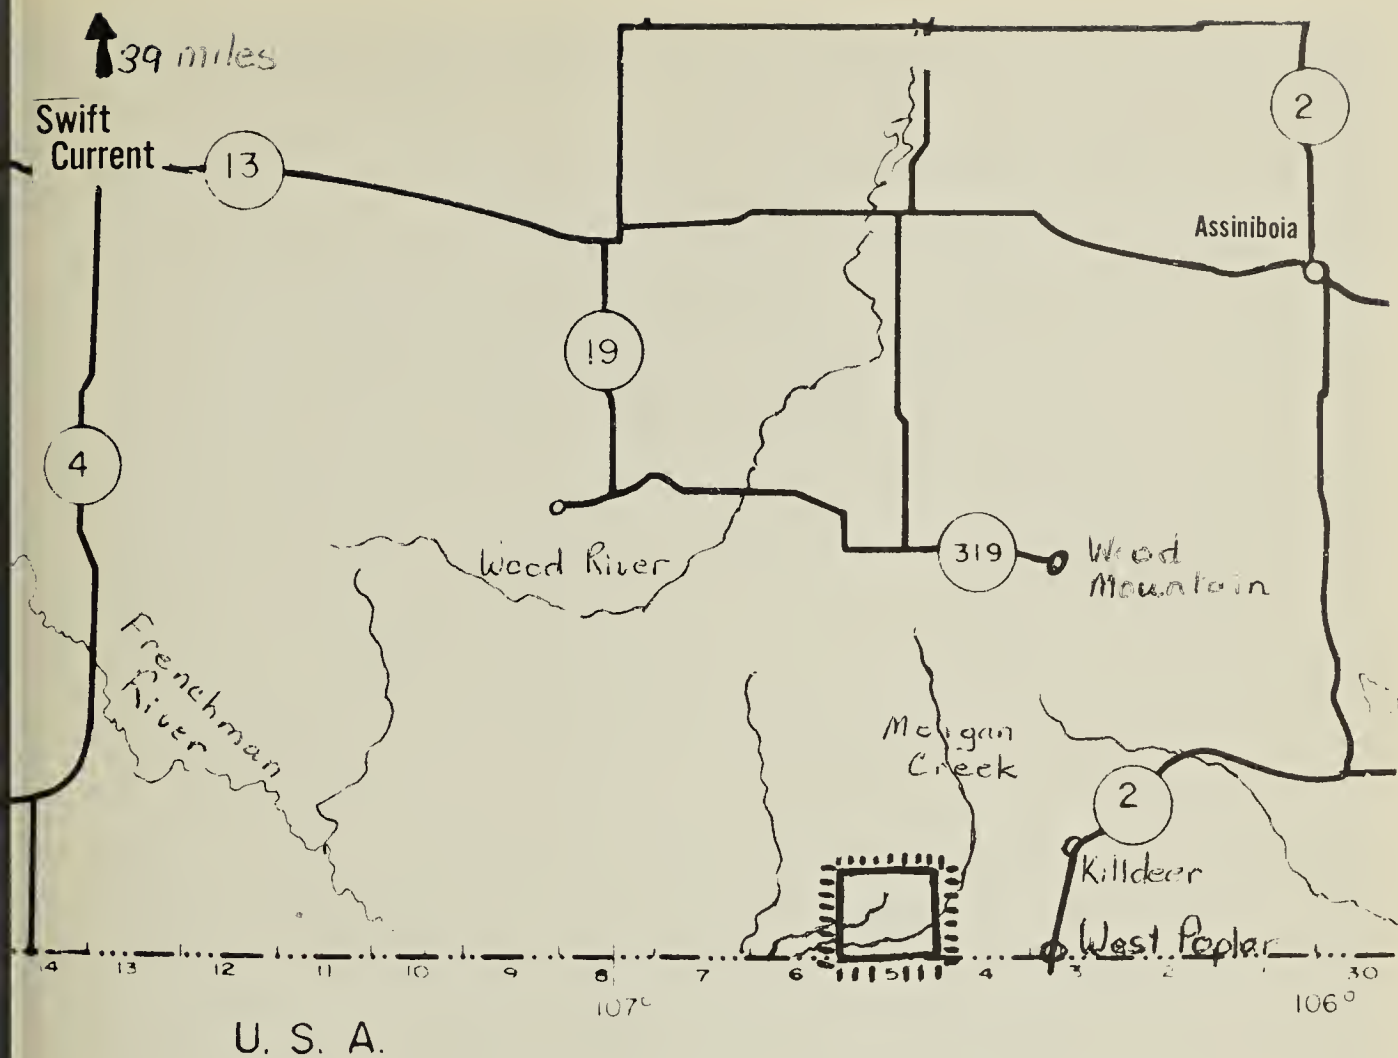 39 miles
Swift
Current
13
2
Assiniboia
19
4
319
Wood River
Wood
Mountain
Frenchman
River
Morgan
Creek
2
Killdeer
West Poplar
14 13 12 11 10 9 8 7 6 5 4 3 2 1 30
107°
106°
U. S. A.